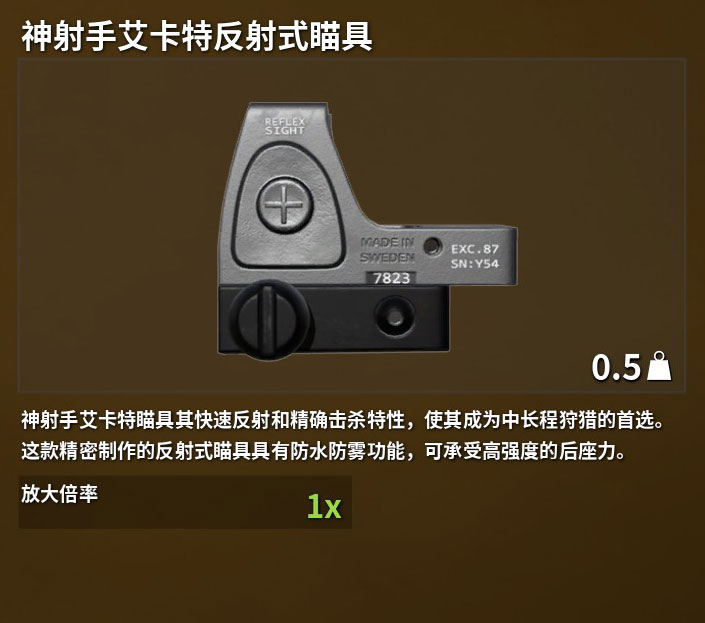 神射手艾卡特反射式瞄具
REFLEX
SIGHT
MADE IN
SWEDEN
EXC.87
SN:Y54
7823
0.5
神射手艾卡特瞄具其快速反射和精确击杀特性，使其成为中长程狩猎的首选。
这款精密制作的反射式瞄具具有防水防雾功能，可承受高强度的后座力。
放大倍率
1x